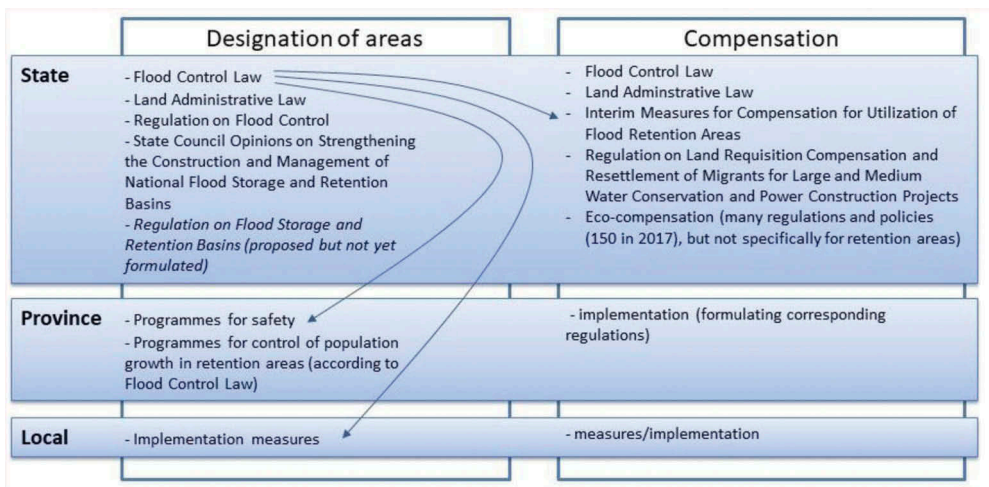 Designation of areas
Compensation
State
- Flood Control Law
- Land Administrative Law
- Regulation on Flood Control
- State Council Opinions on Strengthening
the Construction and Management of
National Flood Storage and Retention
Basins
- Regulation on Flood Storage and
Retention Basins (proposed but not yet
formulated)
- Flood Control Law
- Land Adminstrative Law
- Interim Measures for Compensation for Utilization of
Flood Retention Areas
- Regulation on Land Requisition Compensation and
Resettlement of Migrants for Large and Medium
Water Conservation and Power Construction Projects
- Eco-compensation (many regulations and policies
(150 in 2017), but not specifically for retention areas)
Province
- Programmes for safety
- Programmes for control of population
growth in retention areas (according to
Flood Control Law)
- implementation (formulating corresponding
regulations)
Local
- Implementation measures
- measures/implementation